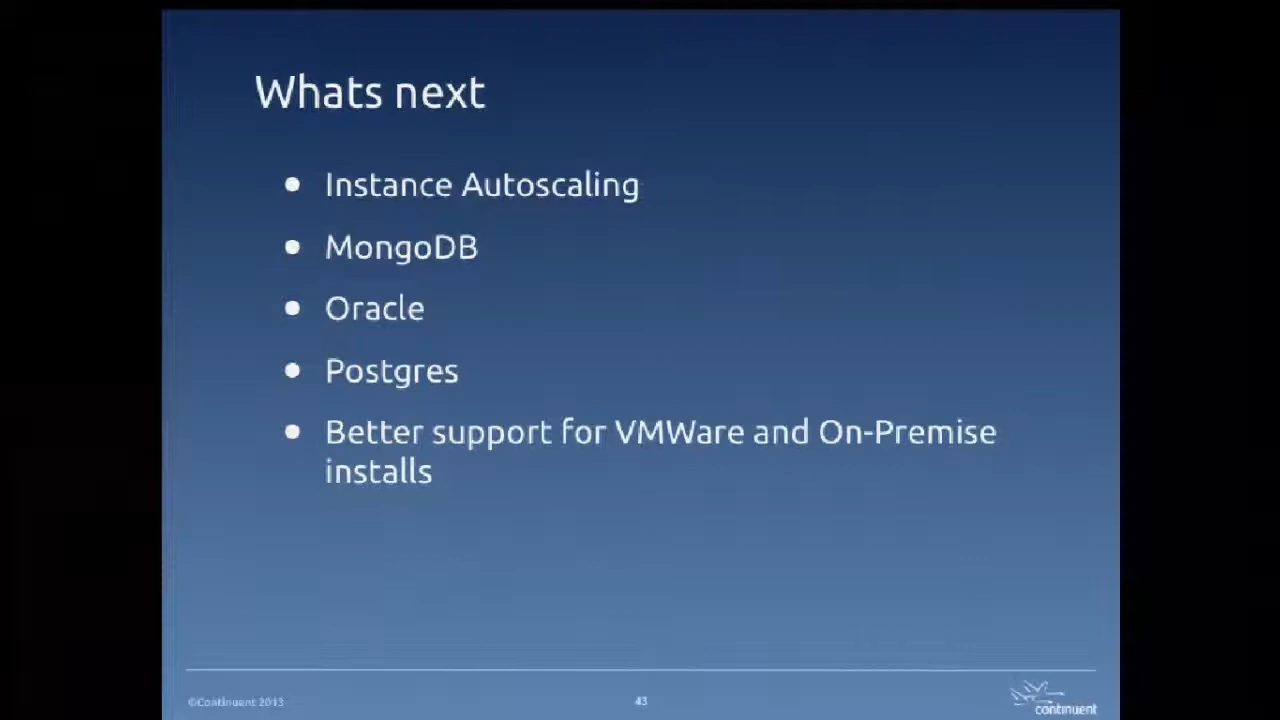 Whats next
• Instance Autoscaling
• MongoDB
• Oracle
• Postgres
• Better support for VMWare and On-Premise
installs
©Continuent 2013
43
continuent